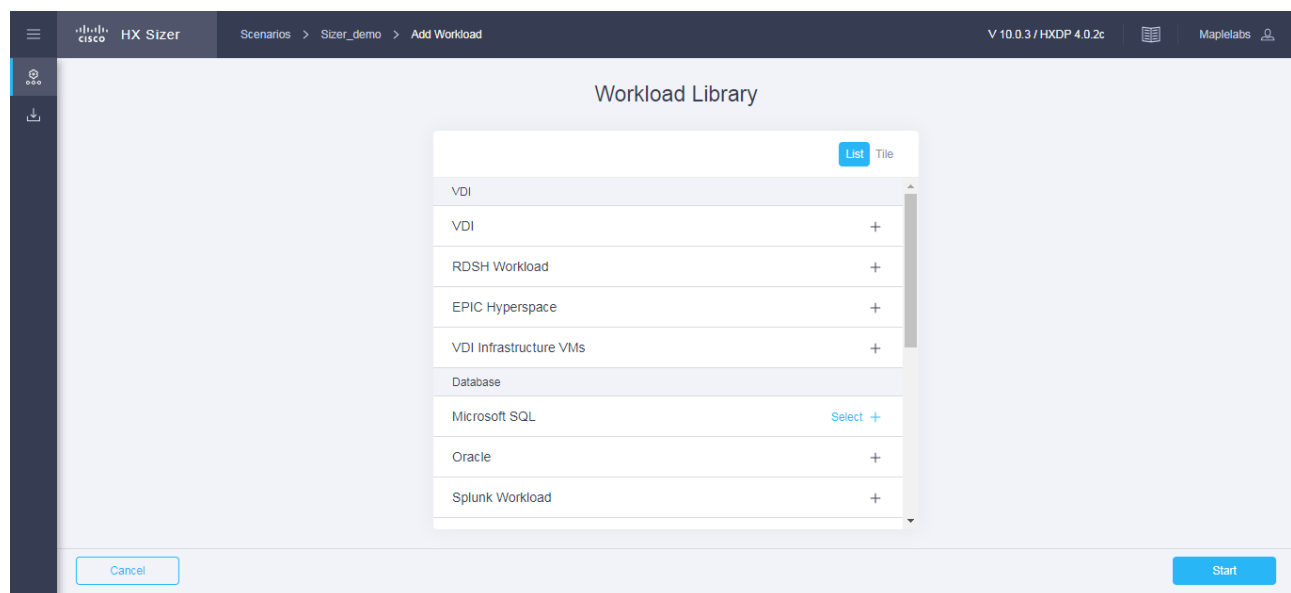 cisco HX Sizer Scenarios > Sizer_demo > Add Workload V 10.0.3 / HXDP 4.0.2c Maplelabs
Workload Library
List Tile
VDI
VDI +
RDSH Workload +
EPIC Hyperspace +
VDI Infrastructure VMs +
Database
Microsoft SQL Select +
Oracle +
Splunk Workload +
Cancel Start